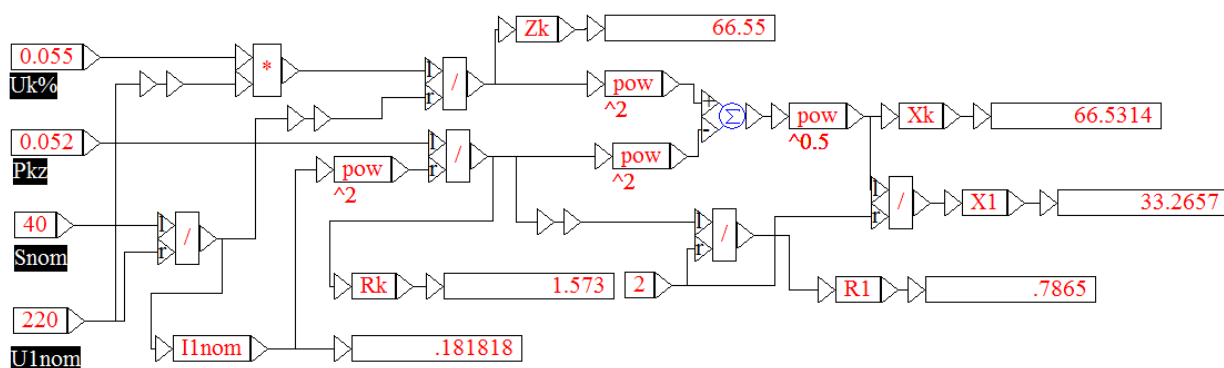 Zk
66.55
0.055
Uk%
*
l
r
/
pow
^2
+
-
Σ
pow
^0.5
Xk
66.5314
0.052
Pkz
l
r
/
pow
^2
pow
^2
l
r
/
X1
33.2657
40
Snom
l
r
/
l
r
/
Rk
1.573
2
R1
.7865
220
U1nom
I1nom
.181818